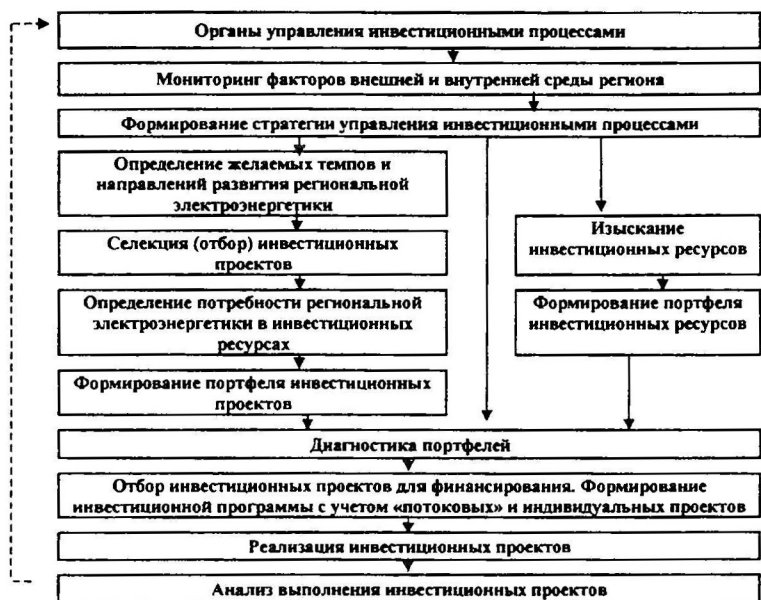 Органы управления инвестиционными процессами
Мониторинг факторов внешней и внутренней среды региона
Формирование стратегии управления инвестиционными процессами
Определение желаемых темпов и
направлений развития региональной
электроэнергетики
Селекция (отбор) инвестиционных
проектов
Определение потребности региональной
электроэнергетики в инвестиционных
ресурсах
Формирование портфеля инвестиционных
проектов
Изыскание
инвестиционных ресурсов
Формирование портфеля
инвестиционных ресурсов
Диагностика портфелей
Отбор инвестиционных проектов для финансирования. Формирование
инвестиционной программы с учетом «потоковых» и индивидуальных проектов
Реализация инвестиционных проектов
Анализ выполнения инвестиционных проектов